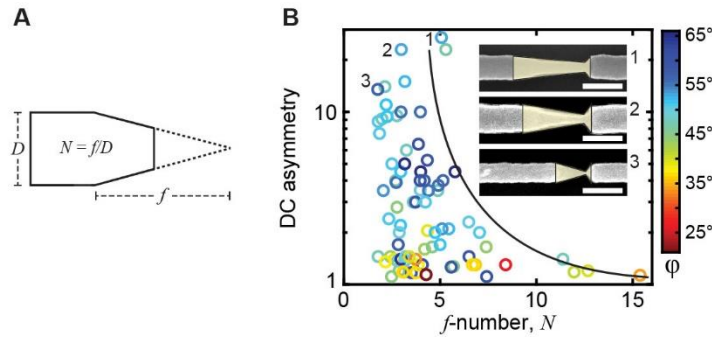 A
D
N = f/D
f
B
DC asymmetry
10
1
0
5
10
15
f-number, N
1
2
3
1
2
3
65°
55°
45°
35°
25°
φ